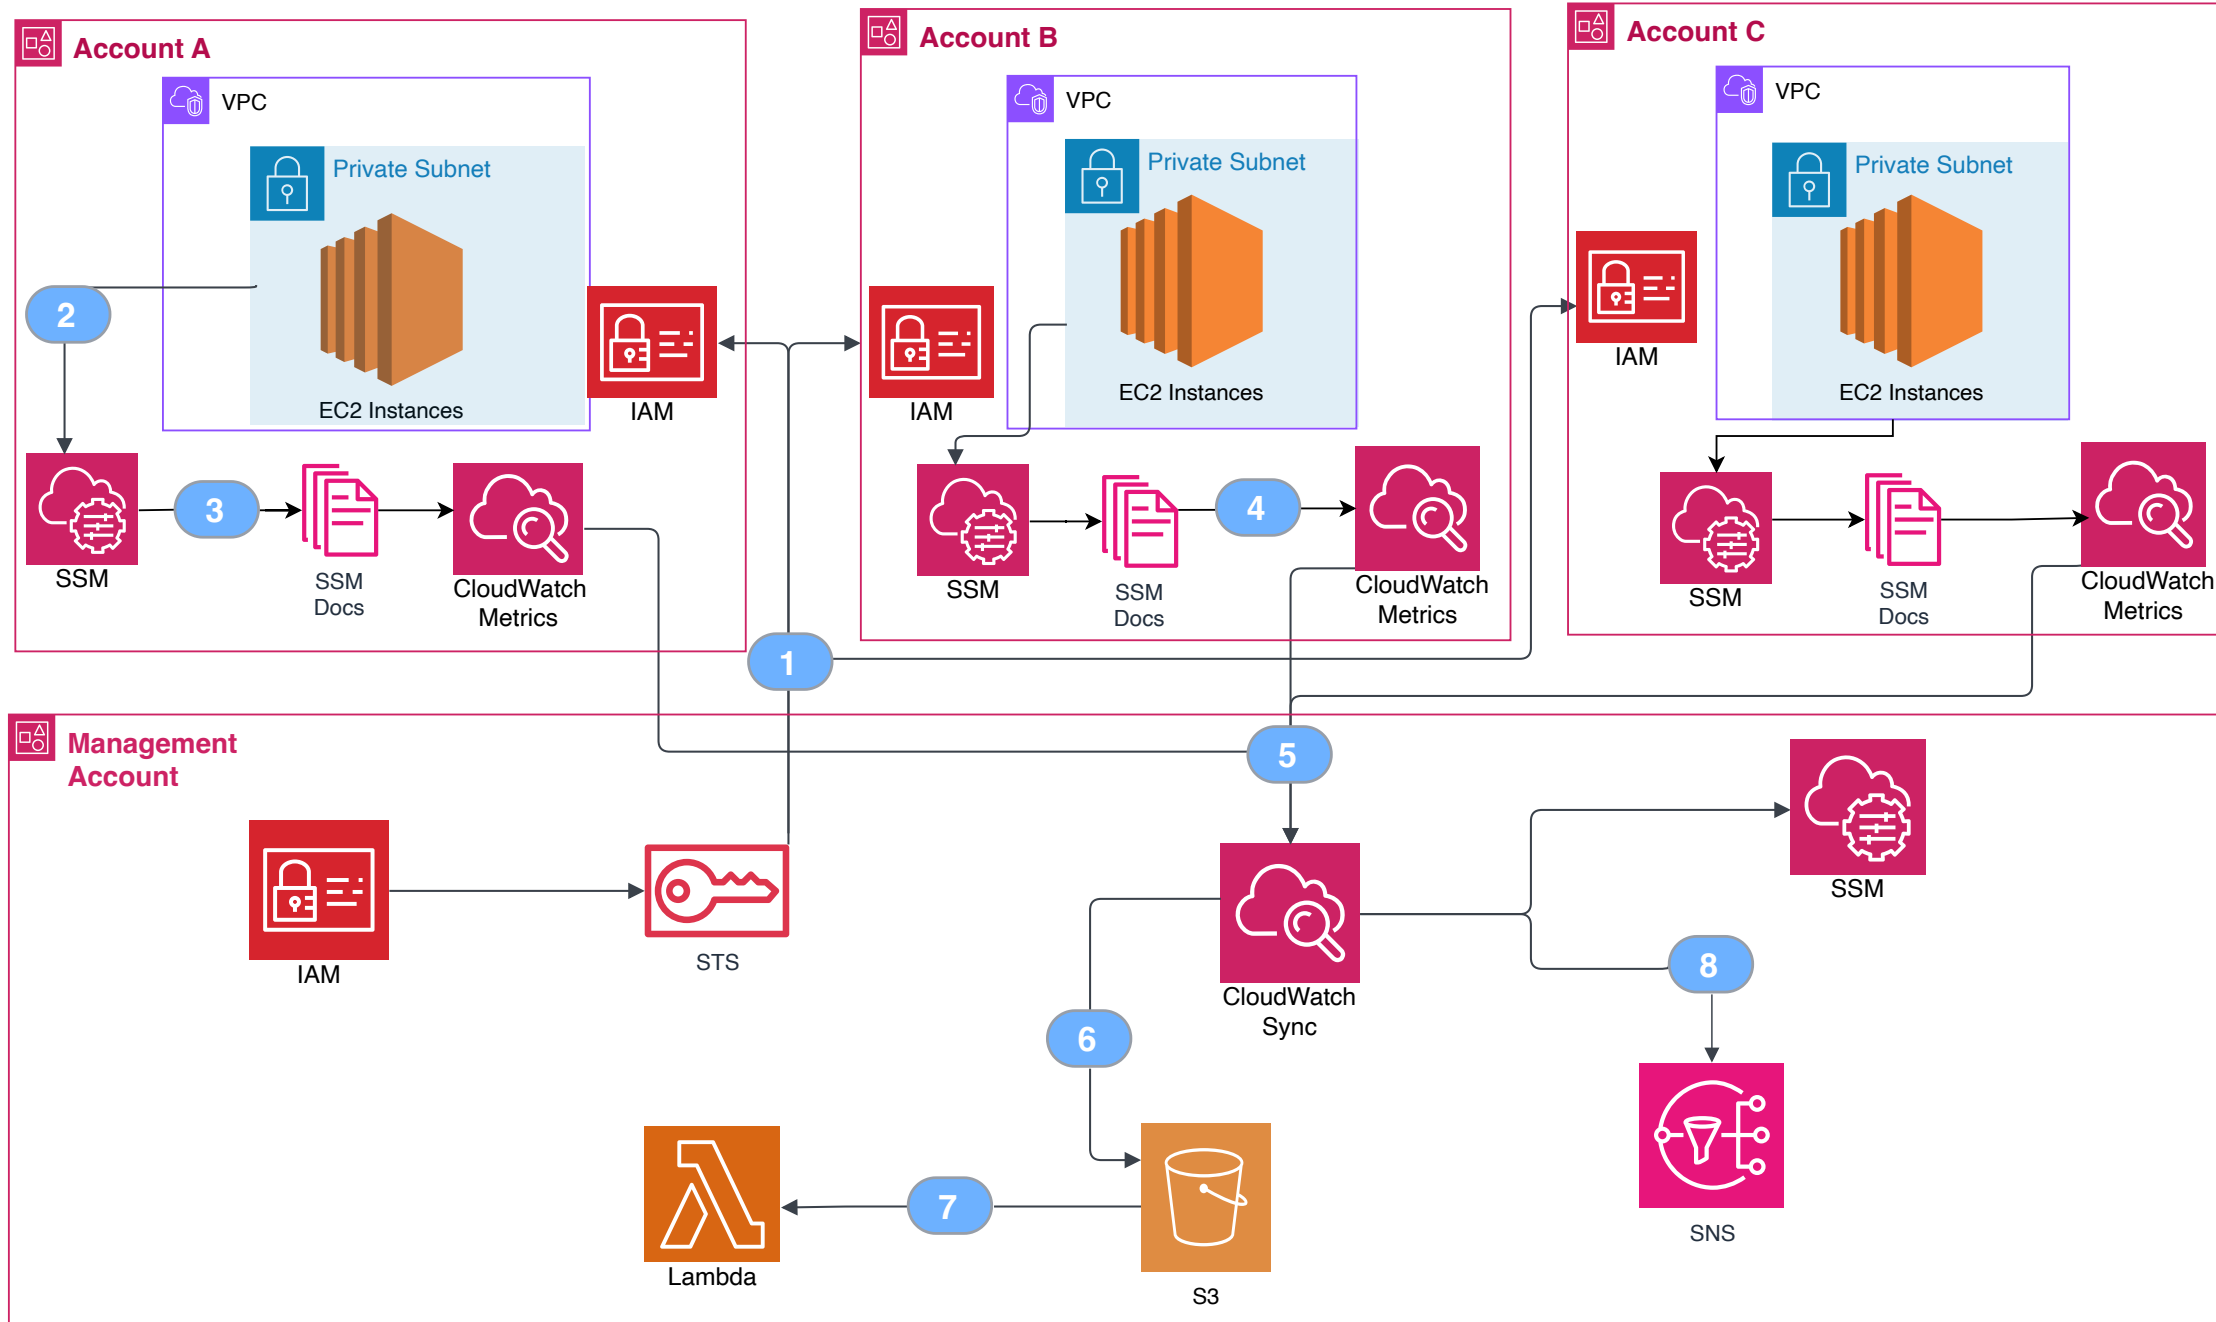 Account A
VPC
Private Subnet
EC2 Instances
IAM
2
SSM
3
SSM
Docs
CloudWatch
Metrics
Account B
VPC
Private Subnet
EC2 Instances
IAM
SSM
SSM
Docs
4
CloudWatch
Metrics
Account C
VPC
Private Subnet
EC2 Instances
IAM
SSM
SSM
Docs
CloudWatch
Metrics
1
Management
Account
5
IAM
STS
CloudWatch
Sync
SSM
8
6
SNS
7
Lambda
S3